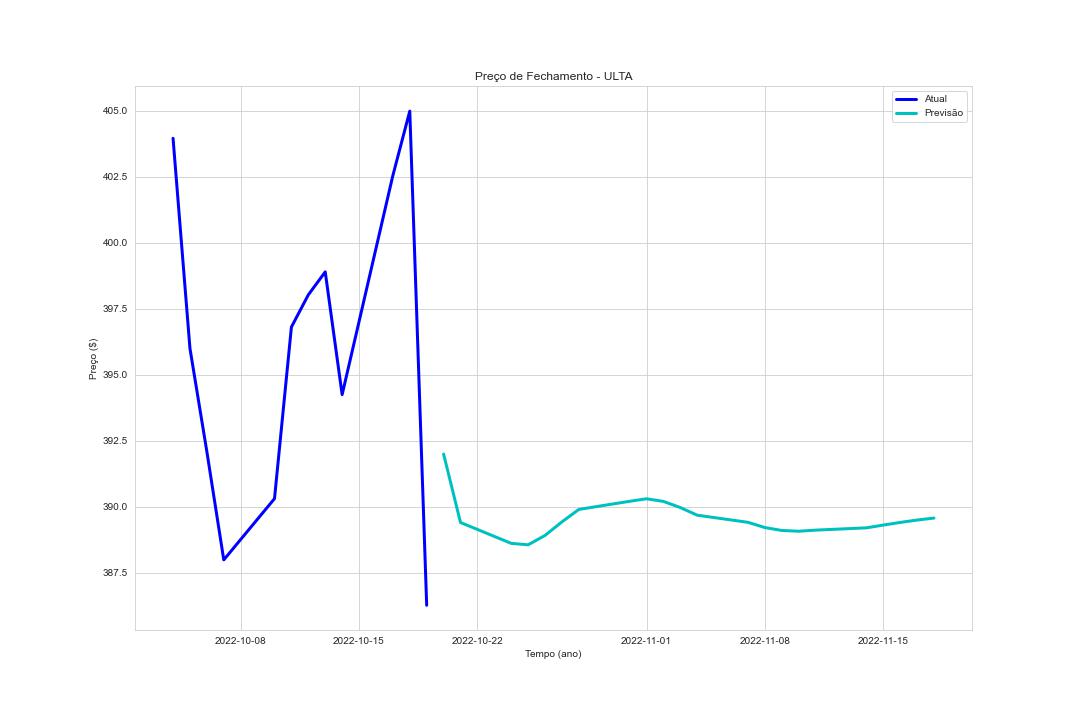 Preço de Fechamento - ULTA
Atual
Previsão
405.0
402.5
400.0
397.5
395.0
392.5
390.0
387.5
Preço ($)
2022-10-08
2022-10-15
2022-10-22
2022-11-01
2022-11-08
2022-11-15
Tempo (ano)